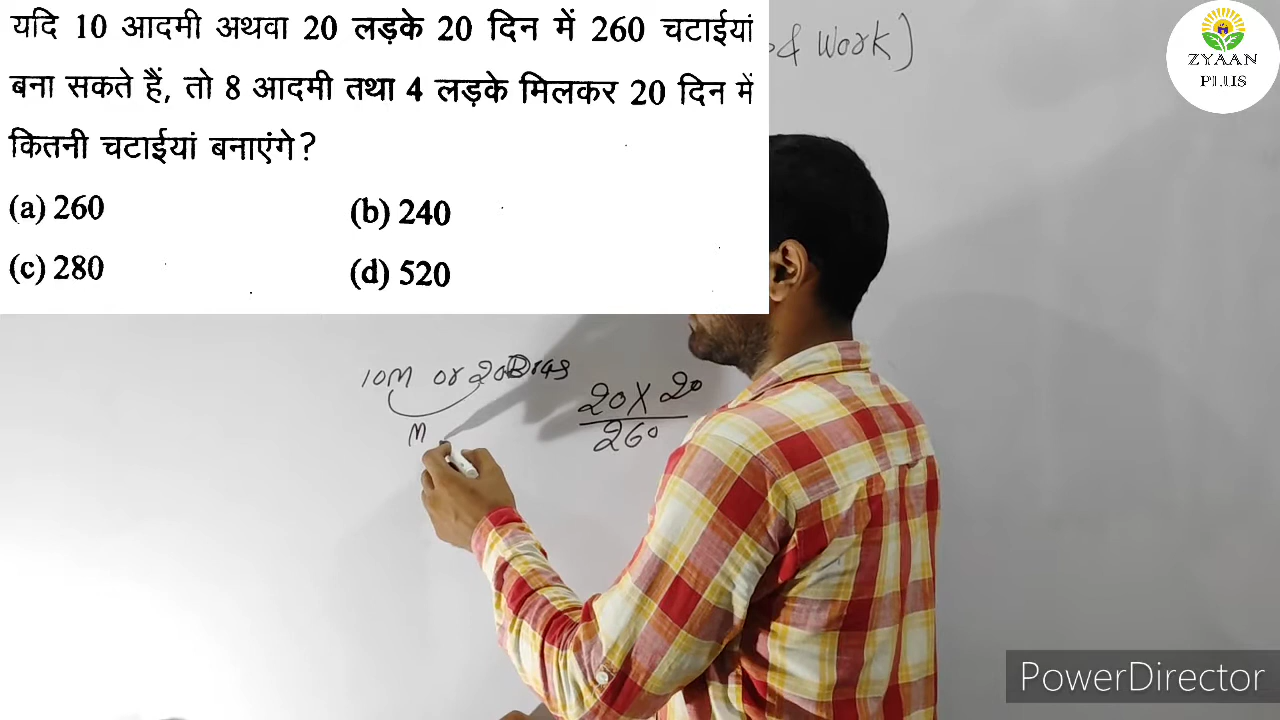 यदि 10 आदमी अथवा 20 लड़के 20 दिन में 260 चटाईयां
बना सकते हैं, तो 8 आदमी तथा 4 लड़के मिलकर 20 दिन में
कितनी चटाईयां बनाएंगे?
(a) 260 (b) 240
(c) 280 (d) 520
Work)
ZYAAN
PLUS
10M or 20
20 X 20
260
M
PowerDirector